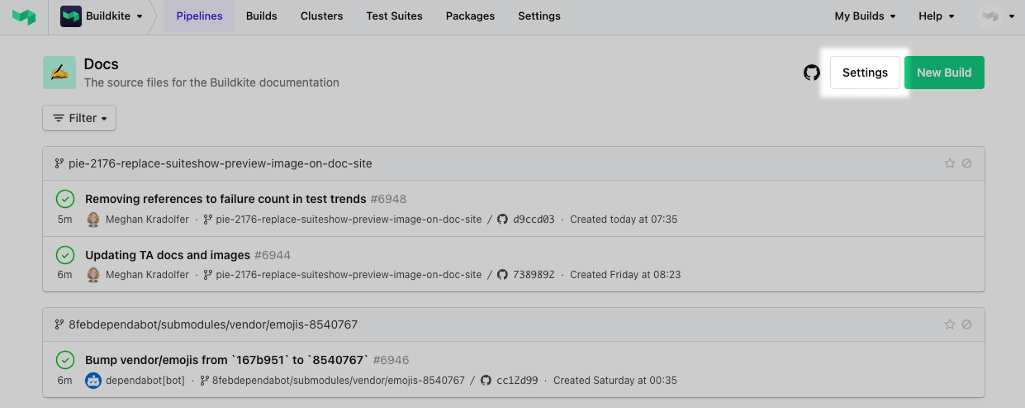 Buildkite Pipelines Builds Clusters Test Suites Packages Settings My Builds Help
Docs
The source files for the Buildkite documentation
Settings New Build
Filter
pie-2176-replace-suiteshow-preview-image-on-doc-site
Removing references to failure count in test trends #6948
5m Meghan Kradolfer · pie-2176-replace-suiteshow-preview-image-on-doc-site / d9ccd03 · Created today at 07:35
Updating TA docs and images #6944
6m Meghan Kradolfer · pie-2176-replace-suiteshow-preview-image-on-doc-site / 7389892 · Created Friday at 08:23
8febdependabot/submodules/vendor/emojis-8540767
Bump vendor/emojis from `167b951` to `8540767` #6946
6m dependabot[bot] · 8febdependabot/submodules/vendor/emojis-8540767 / cc12d99 · Created Saturday at 00:35